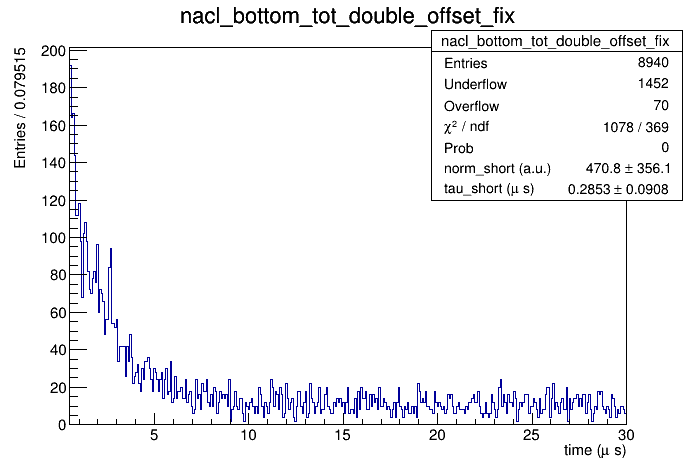 nacl_bottom_tot_double_offset_fix
nacl_bottom_tot_double_offset_fix
Entries 8940
Underflow 1452
Overflow 70
χ² / ndf 1078 / 369
Prob 0
norm_short (a.u.) 470.8 ± 356.1
tau_short (μ s) 0.2853 ± 0.0908
Entries / 0.079515
200
180
160
140
120
100
80
60
40
20
0
5 10 15 20 25 30
time (μ s)